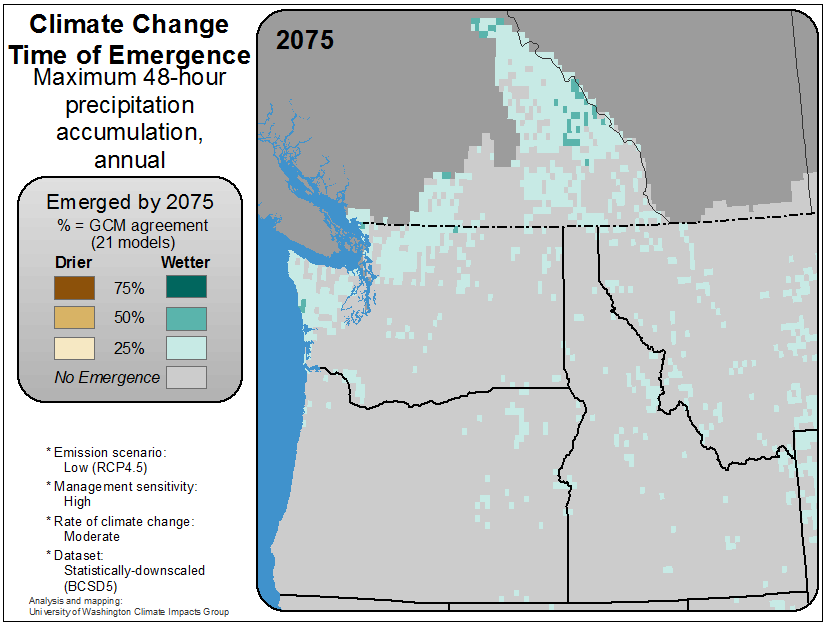 Climate Change
Time of Emergence
Maximum 48-hour
precipitation
accumulation,
annual
2075
Emerged by 2075
% = GCM agreement
(21 models)
Drier Wetter
75%
50%
25%
No Emergence
* Emission scenario:
Low (RCP4.5)
* Management sensitivity:
High
* Rate of climate change:
Moderate
* Dataset:
Statistically-downscaled
(BCSD5)
Analysis and mapping:
University of Washington Climate Impacts Group